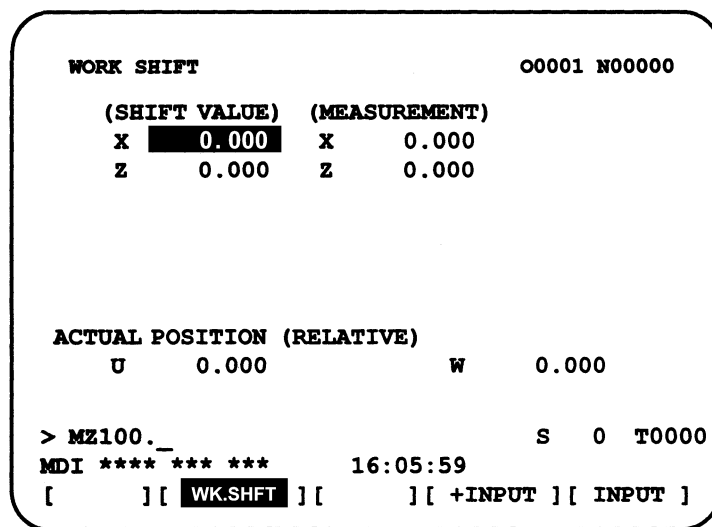 WORK SHIFT O0001 N00000
(SHIFT VALUE) (MEASUREMENT)
X 0.000 X 0.000
Z 0.000 Z 0.000
ACTUAL POSITION (RELATIVE)
U 0.000 W 0.000
> MZ100._ S 0 T0000
MDI **** *** *** 16:05:59
[ ][ WK.SHFT ][ ][ +INPUT ][ INPUT ]